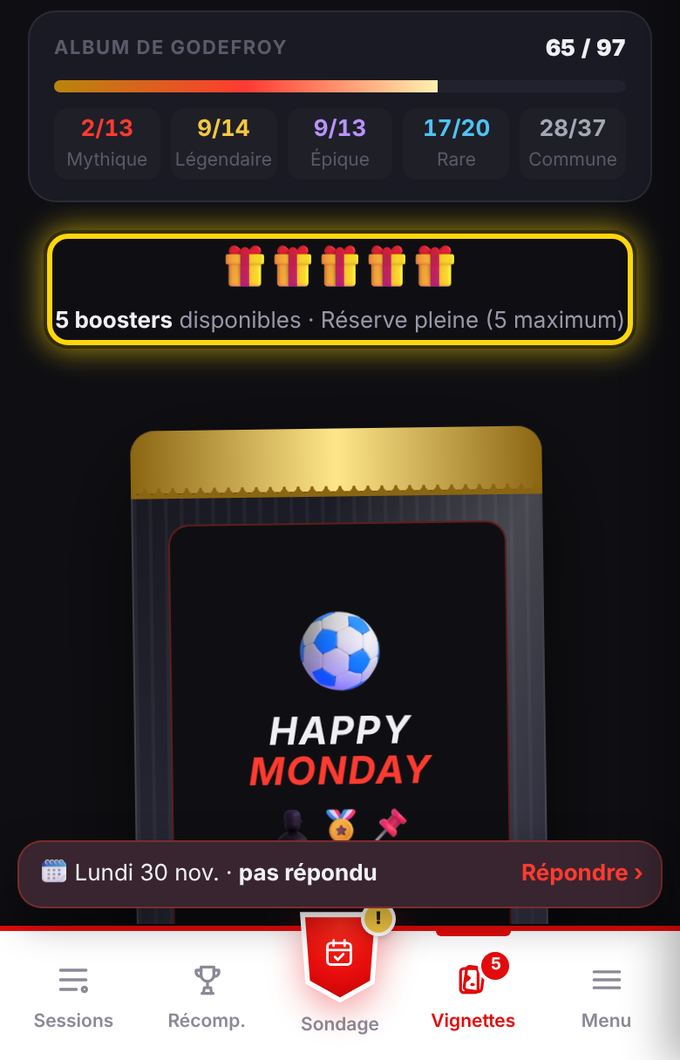 ALBUM DE GODEFROY 65 / 97
2/13 9/14 9/13 17/20 28/37
Mythique Légendaire Épique Rare Commune
5 boosters disponibles · Réserve pleine (5 maximum)
HAPPY
MONDAY
Lundi 30 nov. · pas répondu Répondre ›
!
5
Sessions Récomp. Sondage Vignettes Menu